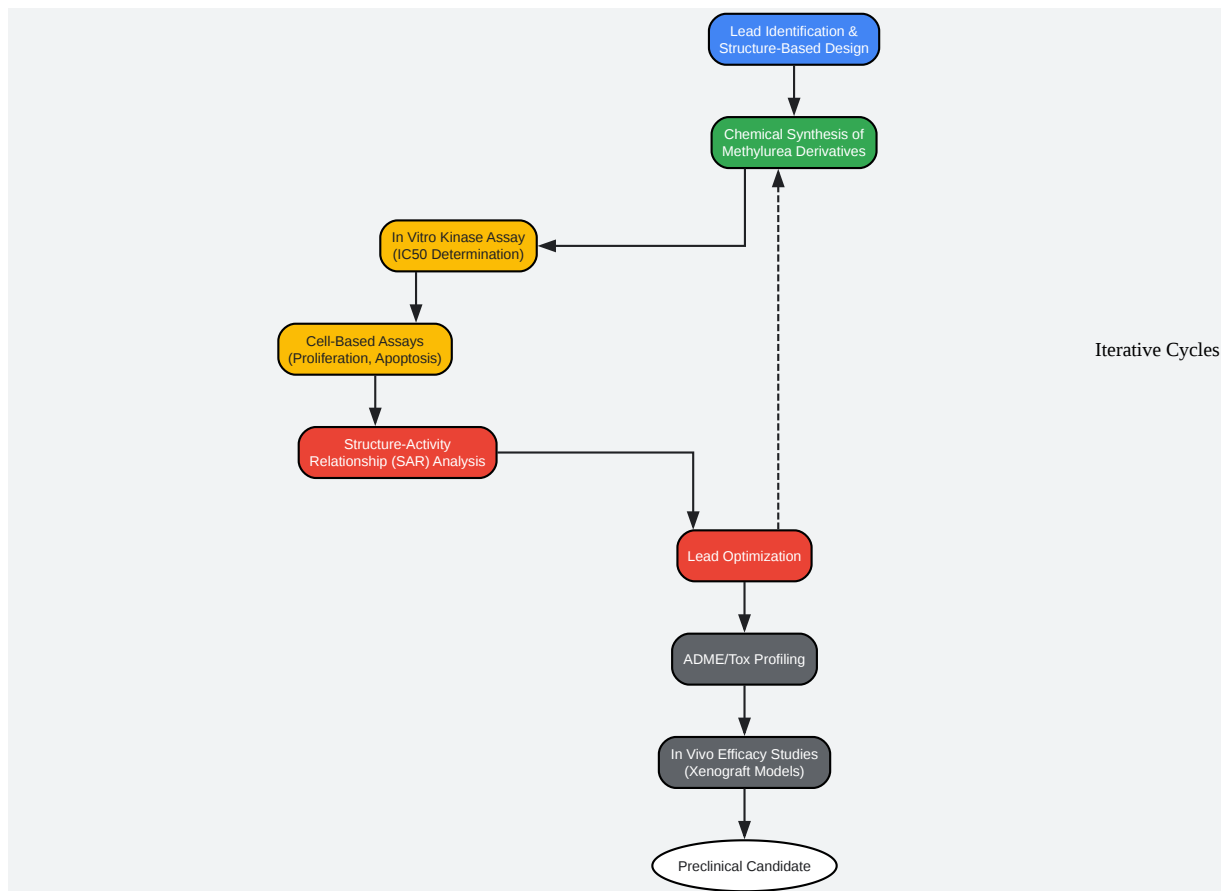 Lead Identification &
Structure-Based Design
Chemical Synthesis of
Methylurea Derivatives
In Vitro Kinase Assay
(IC50 Determination)
Cell-Based Assays
(Proliferation, Apoptosis)
Iterative Cycles
Structure-Activity
Relationship (SAR) Analysis
Lead Optimization
ADME/Tox Profiling
In Vivo Efficacy Studies
(Xenograft Models)
Preclinical Candidate